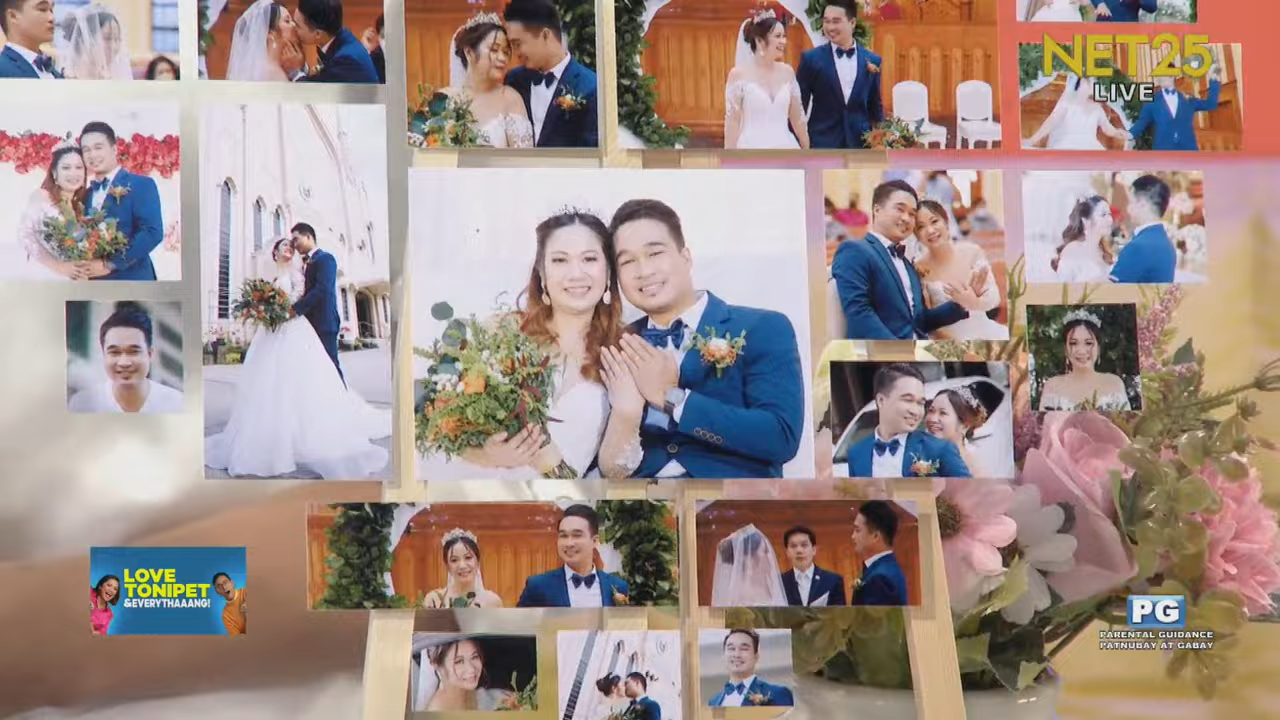 NET25
LIVE
LOVE
TONIPET
&EVERYTHAAANG!
PG
PARENTAL GUIDANCE
PATNUBAY AT GABAY